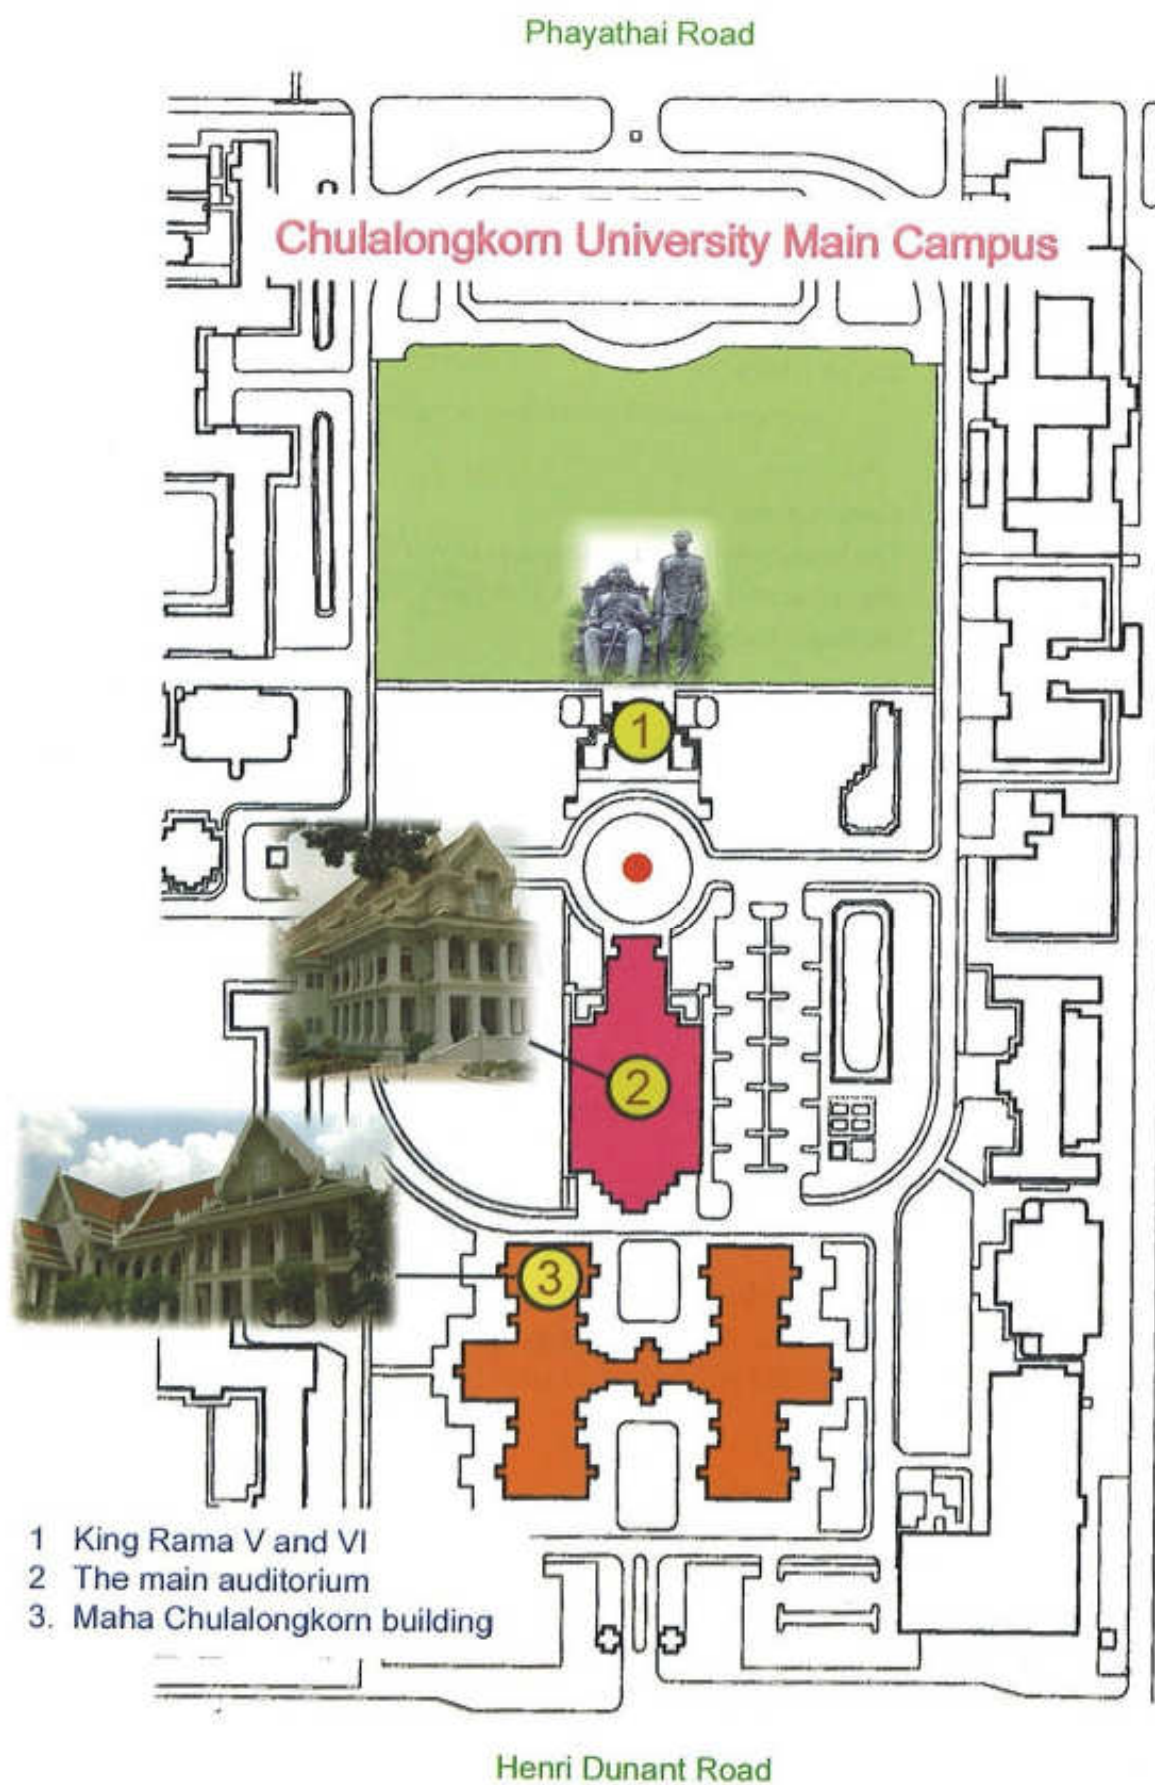 Phayathai Road
Chulalongkorn University Main Campus
1
2
3
1 King Rama V and VI
2 The main auditorium
3. Maha Chulalongkorn building
Henri Dunant Road